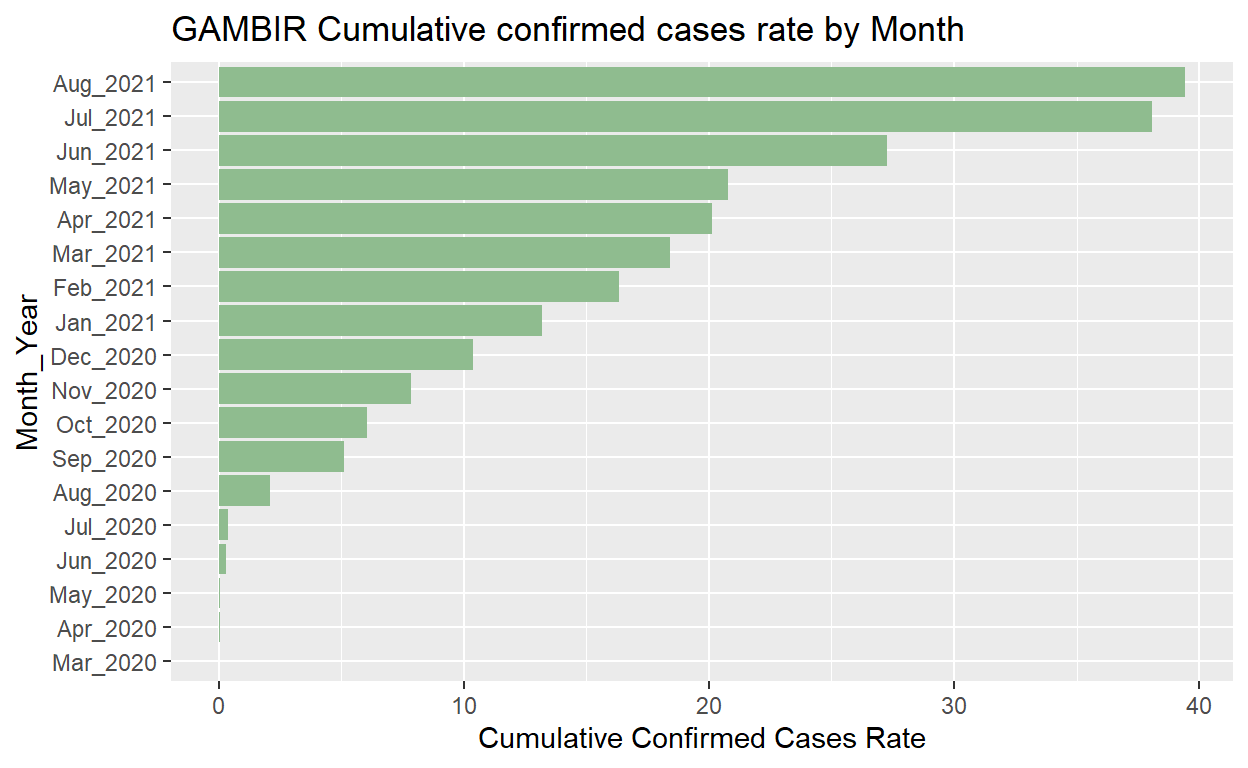 GAMBIR Cumulative confirmed cases rate by Month
Month_Year
Aug_2021
Jul_2021
Jun_2021
May_2021
Apr_2021
Mar_2021
Feb_2021
Jan_2021
Dec_2020
Nov_2020
Oct_2020
Sep_2020
Aug_2020
Jul_2020
Jun_2020
May_2020
Apr_2020
Mar_2020
0 10 20 30 40
Cumulative Confirmed Cases Rate